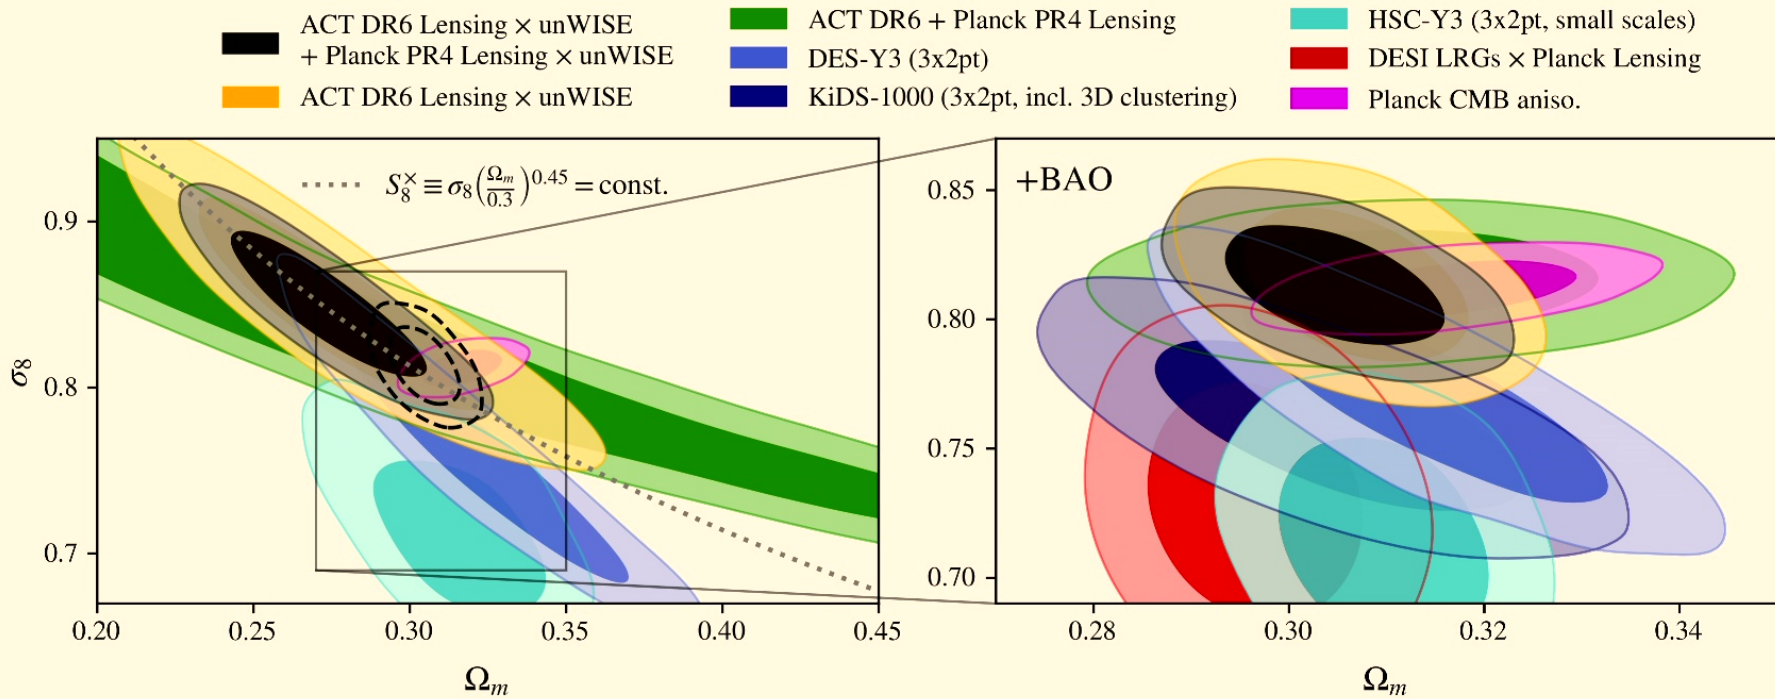 ACT DR6 Lensing × unWISE
+ Planck PR4 Lensing × unWISE
ACT DR6 Lensing × unWISE
ACT DR6 + Planck PR4 Lensing
DES-Y3 (3x2pt)
KiDS-1000 (3x2pt, incl. 3D clustering)
HSC-Y3 (3x2pt, small scales)
DESI LRGs × Planck Lensing
Planck CMB aniso.
S₈^× ≡ σ₈(Ωₘ/0.3)^0.45 = const.
σ₈
0.9
0.8
0.7
0.20 0.25 0.30 0.35 0.40 0.45
Ωₘ
+BAO
0.85
0.80
0.75
0.70
0.28 0.30 0.32 0.34
Ωₘ